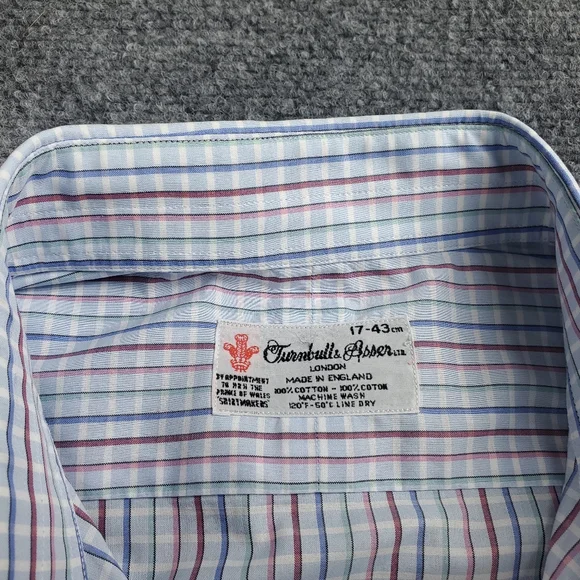 17-43cm
Turnbull & Asser LTD.
LONDON
MADE IN ENGLAND
100% COTTON - 100% COTON
MACHINE WASH
120°F-50°C LINE DRY
BY APPOINTMENT
TO HRH THE
PRINCE OF WALES
"SHIRTMAKERS"